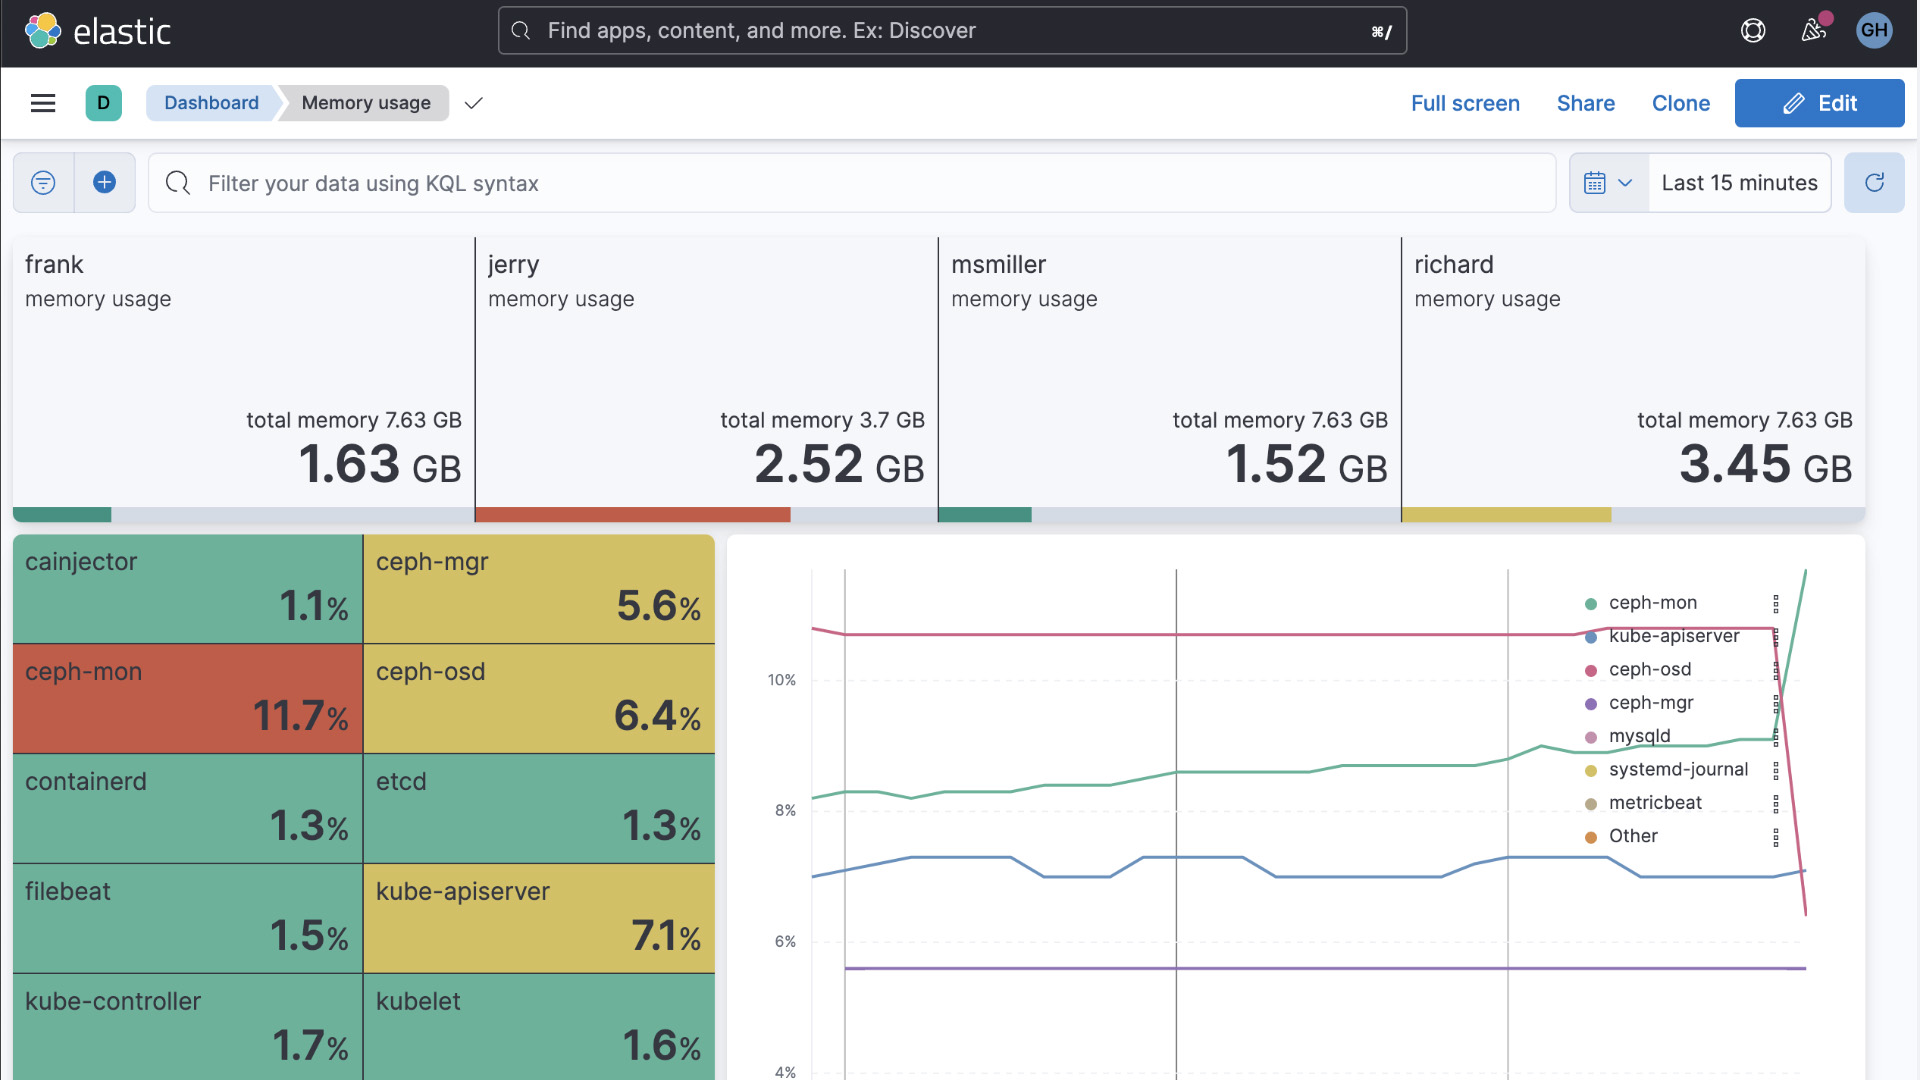 elastic
Find apps, content, and more. Ex: Discover
⌘/
GH
D
Dashboard
Memory usage
Full screen
Share
Clone
Edit
Filter your data using KQL syntax
Last 15 minutes
frank
memory usage
total memory 7.63 GB
1.63 GB
jerry
memory usage
total memory 3.7 GB
2.52 GB
msmiller
memory usage
total memory 7.63 GB
1.52 GB
richard
memory usage
total memory 7.63 GB
3.45 GB
cainjector
1.1%
ceph-mgr
5.6%
ceph-mon
11.7%
ceph-osd
6.4%
containerd
1.3%
etcd
1.3%
filebeat
1.5%
kube-apiserver
7.1%
kube-controller
1.7%
kubelet
1.6%
10%
8%
6%
4%
ceph-mon
kube-apiserver
ceph-osd
ceph-mgr
mysqld
systemd-journal
metricbeat
Other